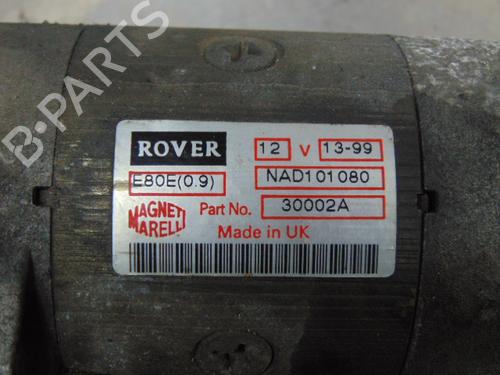 B-PARTS
ROVER 12 V 13-99
E80E(0.9) NAD101080
MAGNETI MARELLI Part No. 30002A
Made in UK